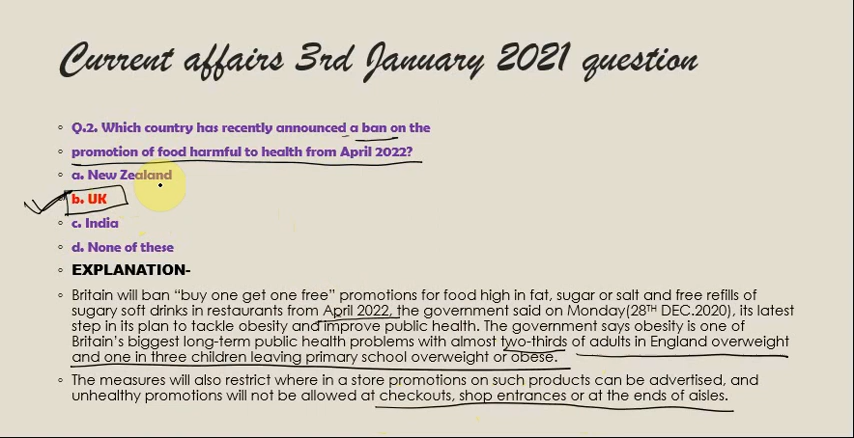 Current affairs 3rd January 2021 question
Q.2. Which country has recently announced a ban on the
promotion of food harmful to health from April 2022?
a. New Zealand
b. UK
c. India
d. None of these
EXPLANATION-
Britain will ban “buy one get one free” promotions for food high in fat, sugar or salt and free refills of
sugary soft drinks in restaurants from April 2022, the government said on Monday(28TH DEC.2020), its latest
step in its plan to tackle obesity and improve public health. The government says obesity is one of
Britain’s biggest long-term public health problems with almost two-thirds of adults in England overweight
and one in three children leaving primary school overweight or obese.
The measures will also restrict where in a store promotions on such products can be advertised, and
unhealthy promotions will not be allowed at checkouts, shop entrances or at the ends of aisles.